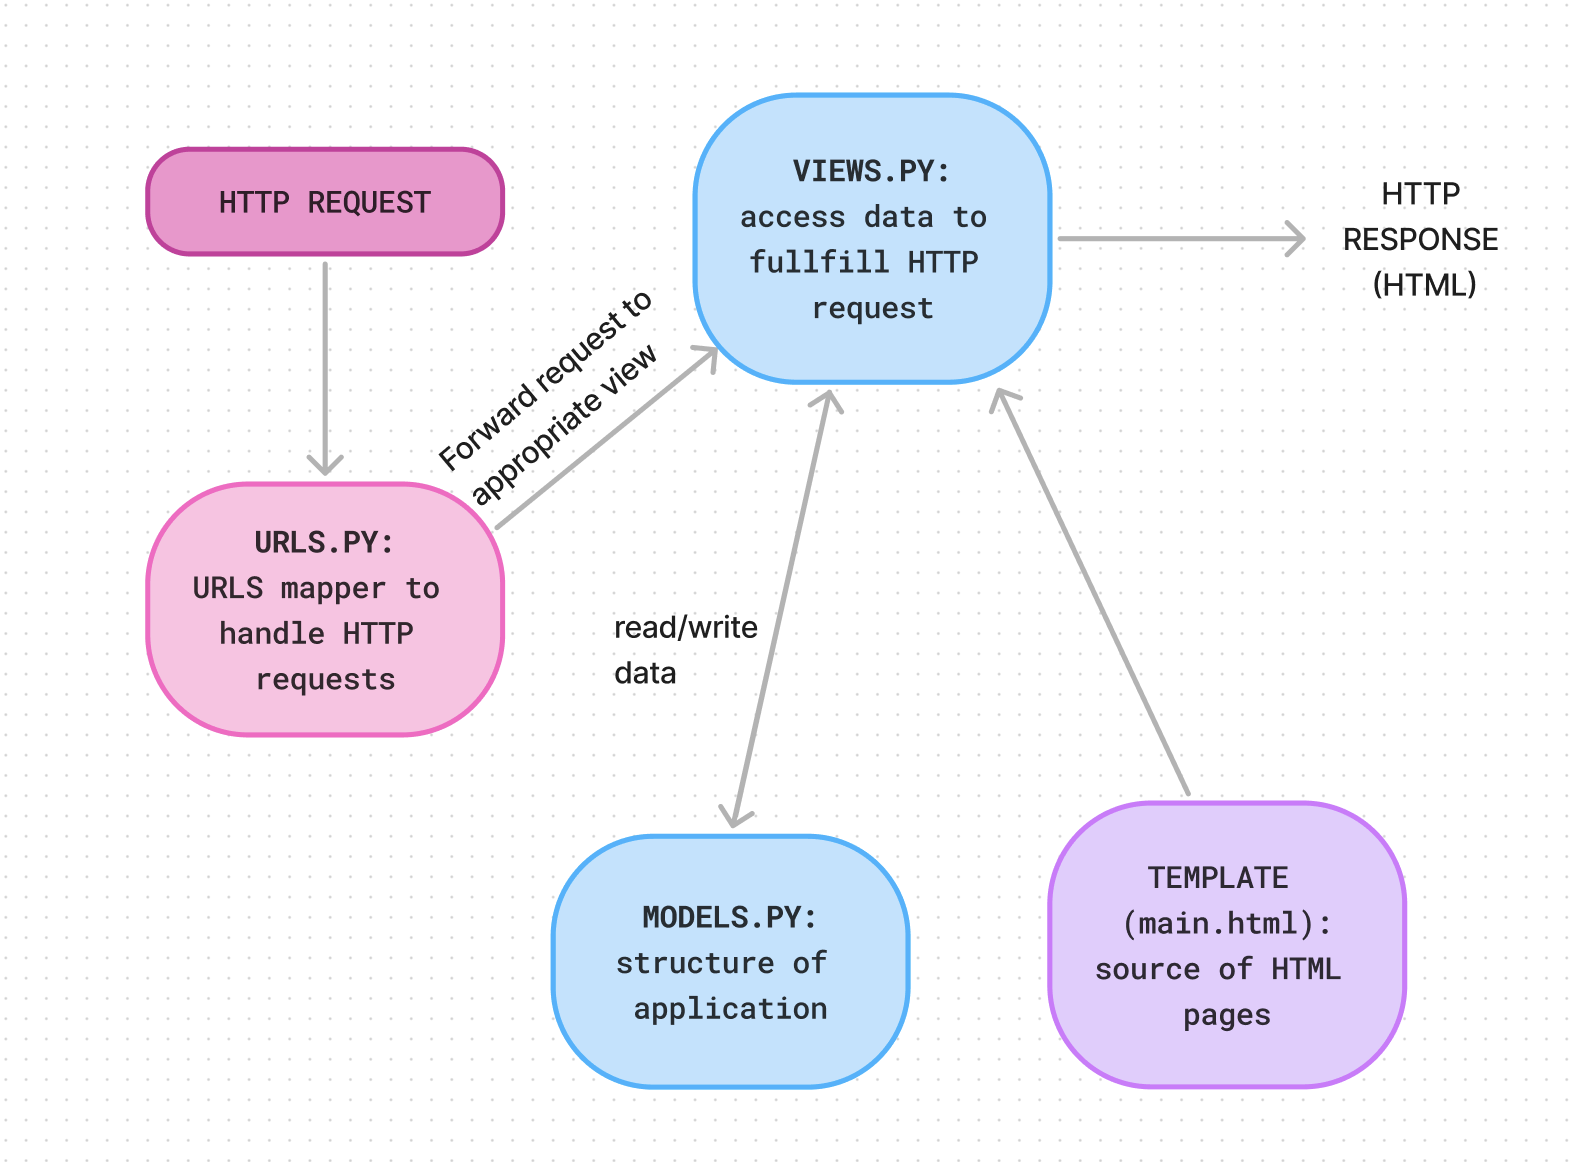 HTTP REQUEST
VIEWS.PY:
access data to
fullfill HTTP
request
HTTP
RESPONSE
(HTML)
Forward request to
appropriate view
URLS.PY:
URLS mapper to
handle HTTP
requests
read/write
data
MODELS.PY:
structure of
application
TEMPLATE
(main.html):
source of HTML
pages